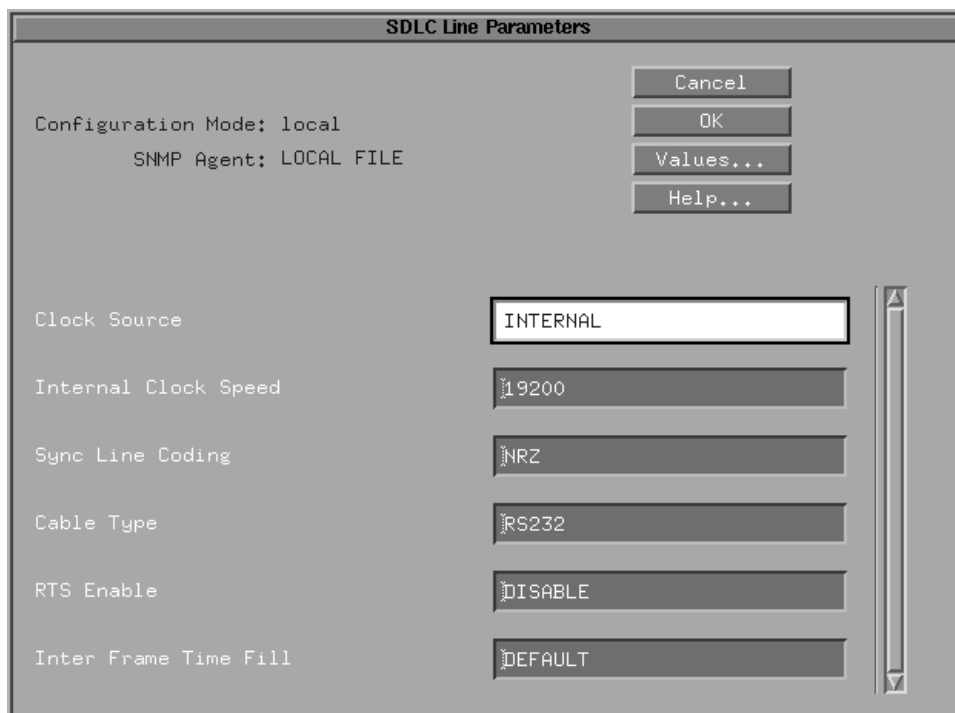 SDLC Line Parameters
Cancel
Configuration Mode: local
OK
SNMP Agent: LOCAL FILE
Values...
Help...
Clock Source
INTERNAL
Internal Clock Speed
19200
Sync Line Coding
NRZ
Cable Type
RS232
RTS Enable
DISABLE
Inter Frame Time Fill
DEFAULT